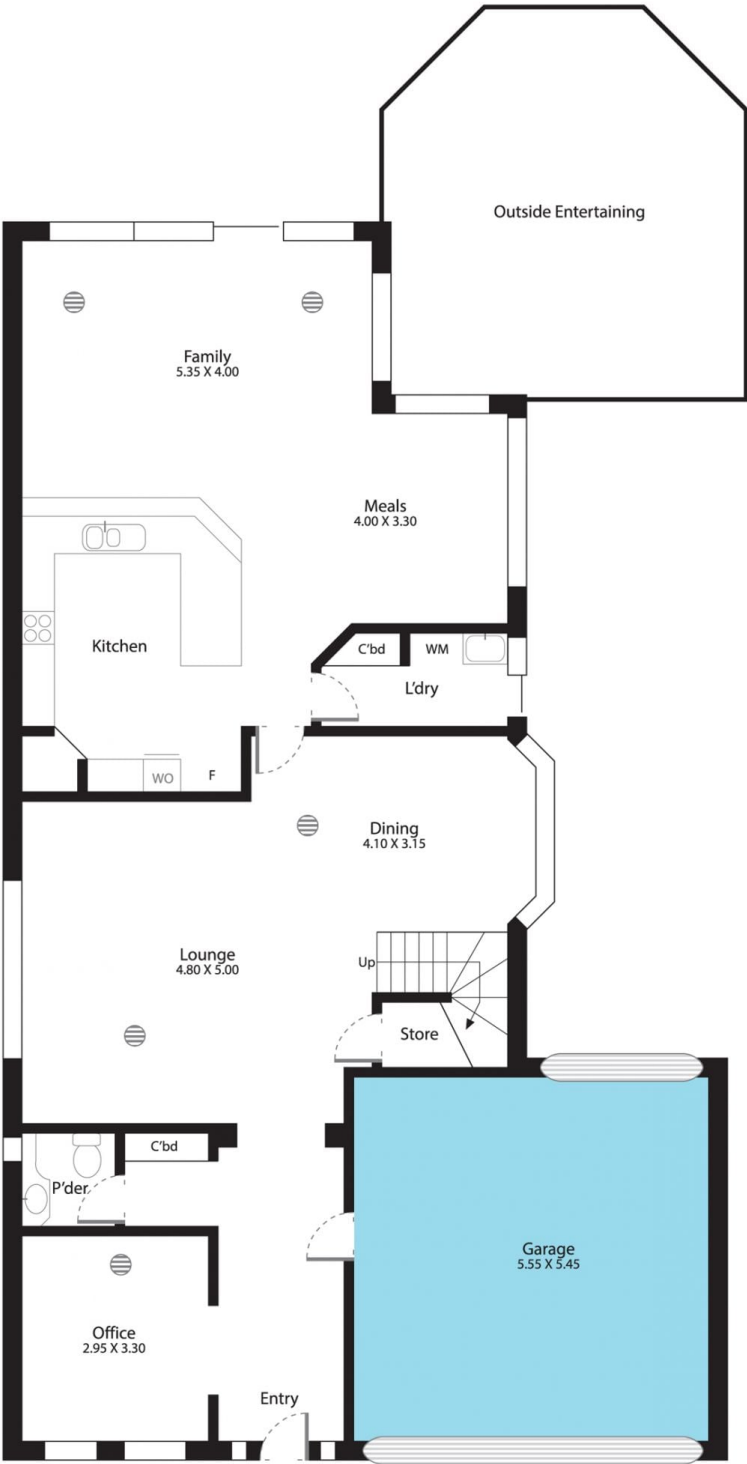 Outside Entertaining
Family
5.35 X 4.00
Meals
4.00 X 3.30
Kitchen
C'bd
WM
L'dry
WO
F
Dining
4.10 X 3.15
Lounge
4.80 X 5.00
Up
Store
C'bd
P'der
Garage
5.55 X 5.45
Office
2.95 X 3.30
Entry